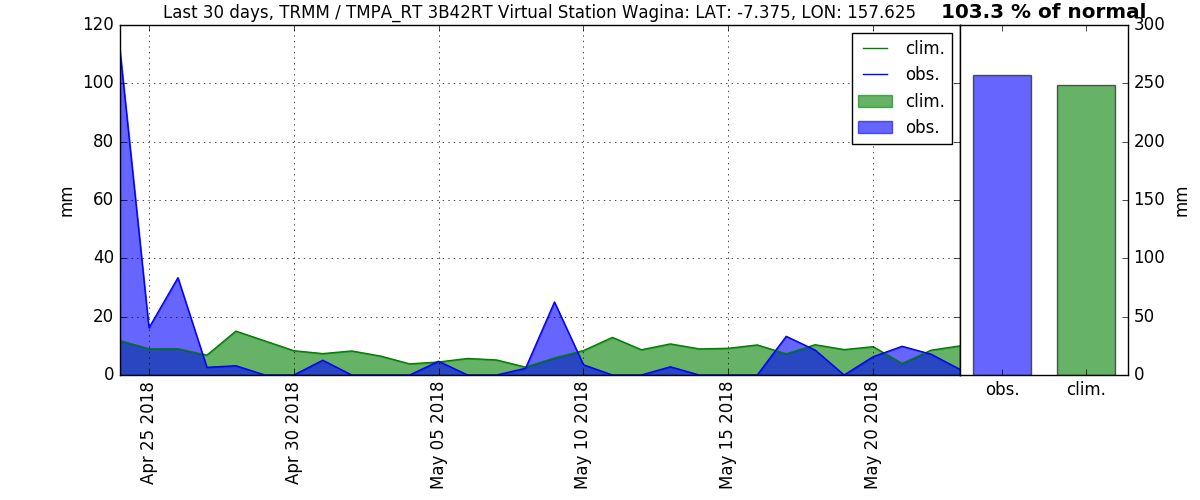 Last 30 days, TRMM / TMPA_RT 3B42RT Virtual Station Wagina: LAT: -7.375, LON: 157.625
103.3 % of normal
120
100
80
60
40
20
0
mm
clim.
obs.
clim.
obs.
Apr 25 2018
Apr 30 2018
May 05 2018
May 10 2018
May 15 2018
May 20 2018
300
250
200
150
100
50
0
mm
obs.
clim.